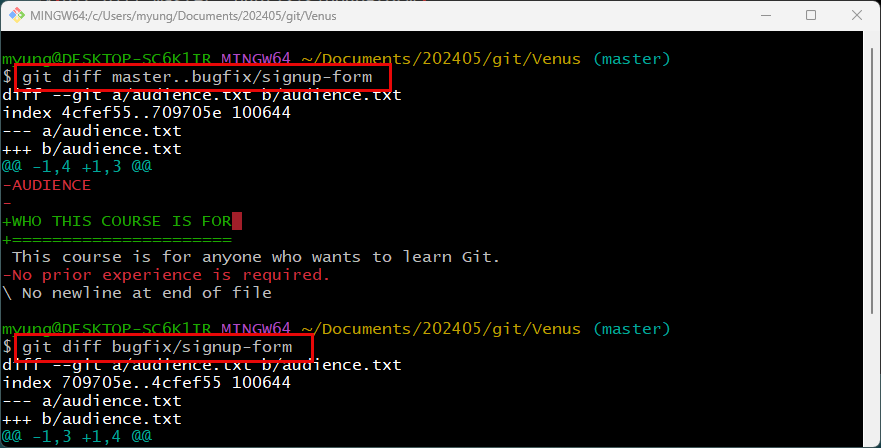 MINGW64:/c/Users/myung/Documents/202405/git/Venus
myung@DESKTOP-SC6K1IR MINGW64 ~/Documents/202405/git/Venus (master)
$ git diff master..bugfix/signup-form
diff --git a/audience.txt b/audience.txt
index 4cfef55..709705e 100644
--- a/audience.txt
+++ b/audience.txt
@@ -1,4 +1,3 @@
-AUDIENCE
-
+WHO THIS COURSE IS FOR
+======================
 This course is for anyone who wants to learn Git.
-No prior experience is required.
\ No newline at end of file
myung@DESKTOP-SC6K1IR MINGW64 ~/Documents/202405/git/Venus (master)
$ git diff bugfix/signup-form
diff --git a/audience.txt b/audience.txt
index 709705e..4cfef55 100644
--- a/audience.txt
+++ b/audience.txt
@@ -1,3 +1,4 @@